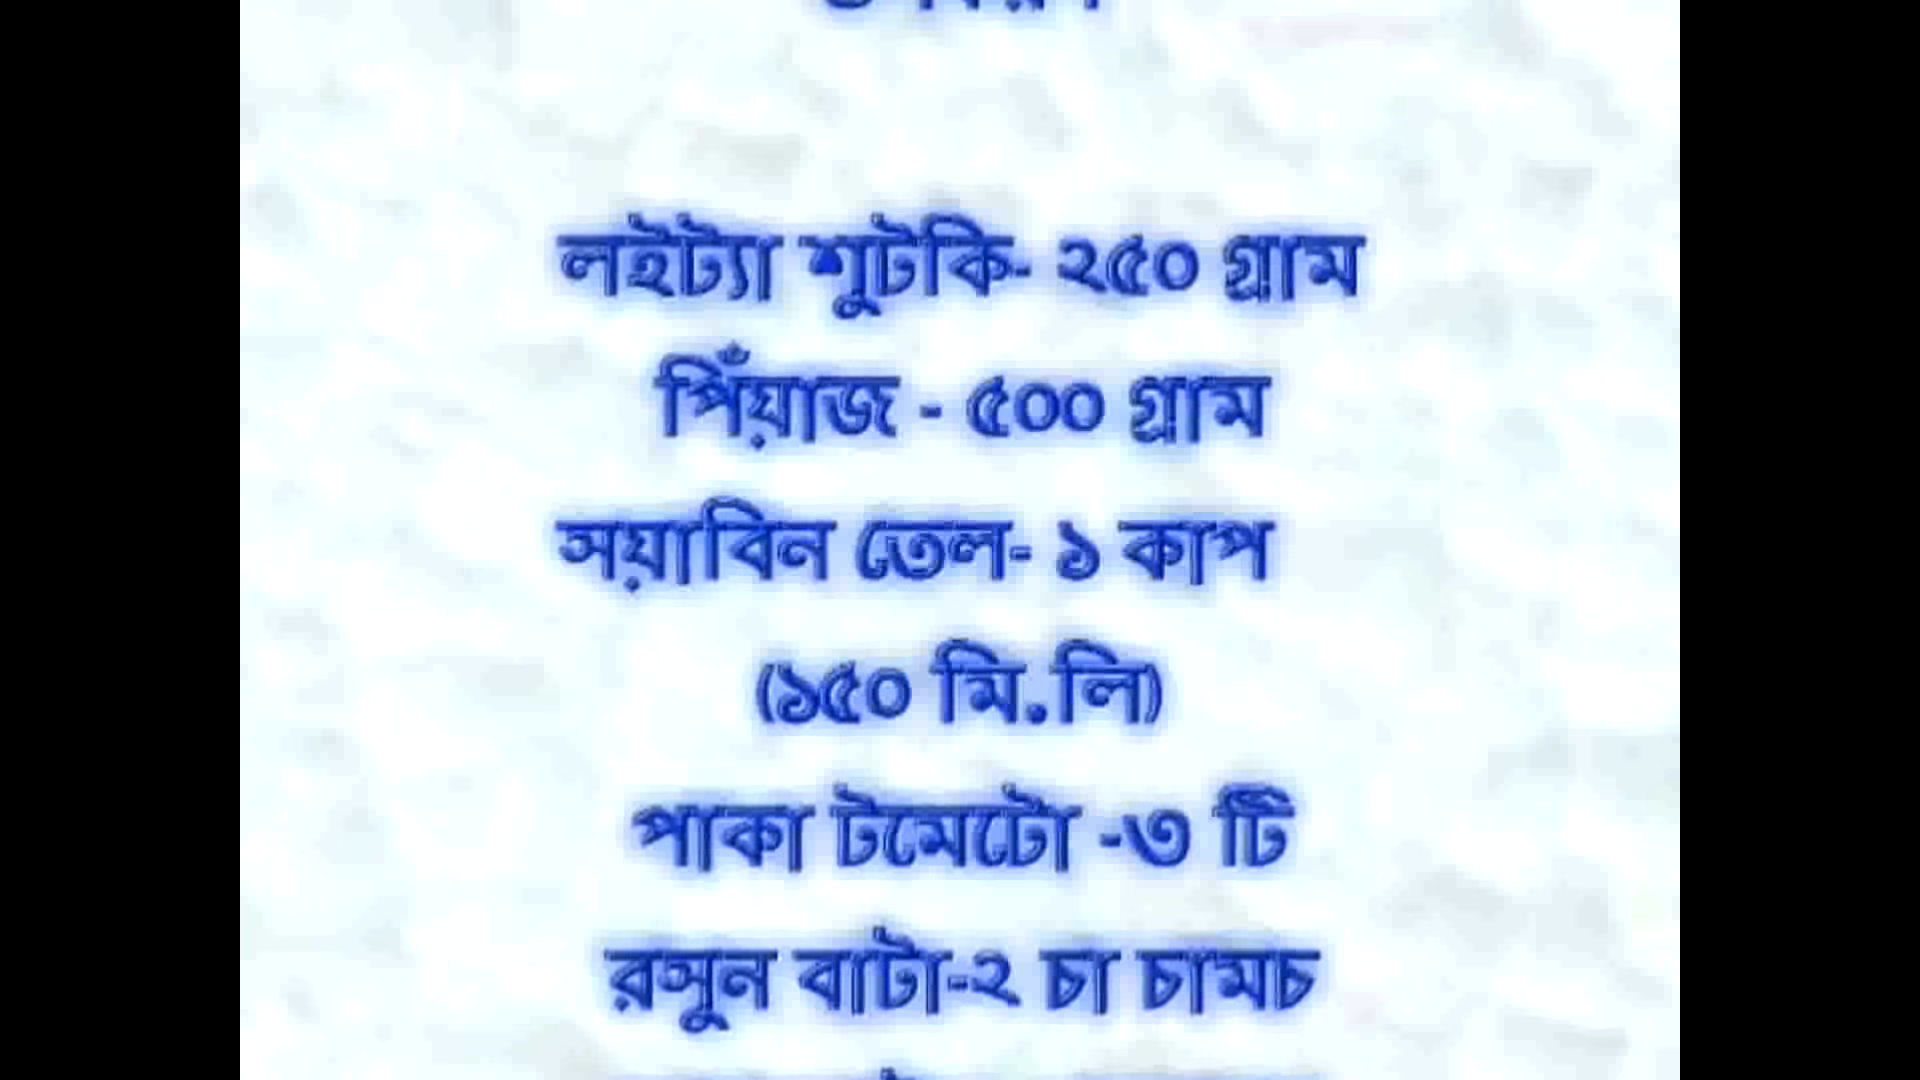 লইট্যা শুটকি- ২৫০ গ্রাম
পিঁয়াজ - ৫০০ গ্রাম
সয়াবিন তেল- ১ কাপ
(১৫০ মি.লি)
পাকা টমেটো -৩ টি
রসুন বাটা-২ চা চামচ